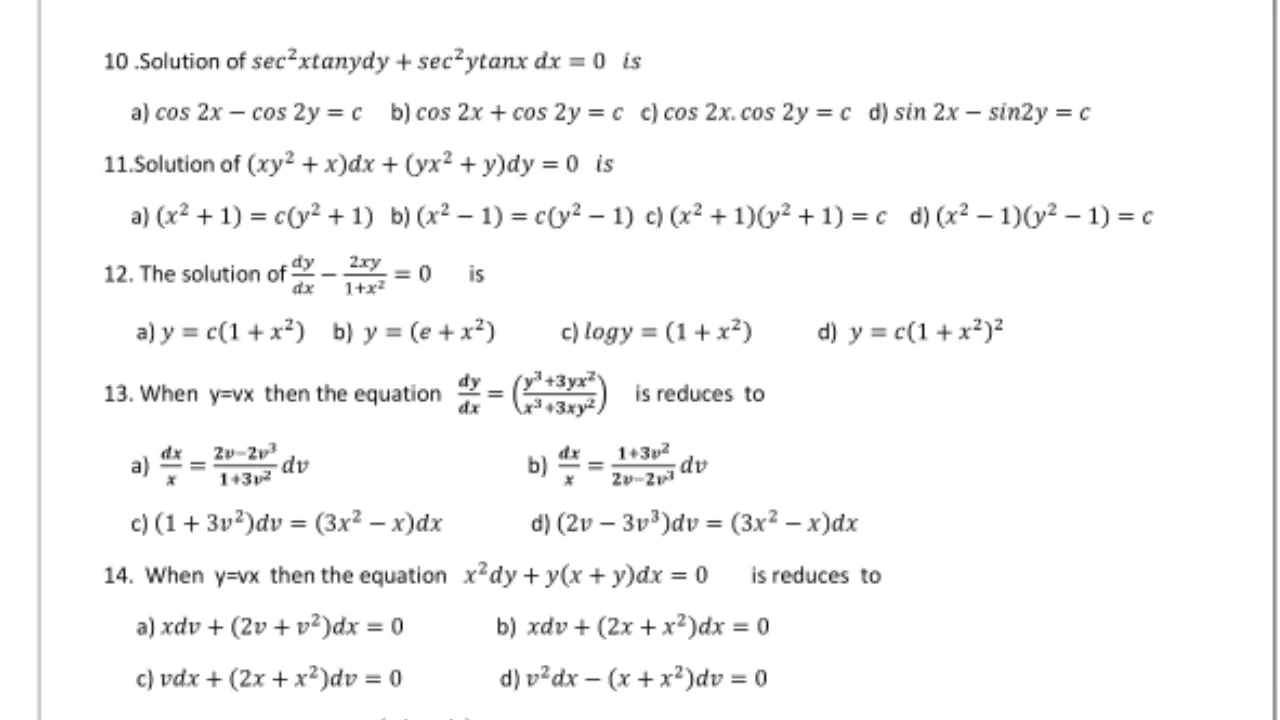 10 .Solution of sec²xtanydy + sec²ytanx dx = 0 is
a) cos 2x − cos 2y = c b) cos 2x + cos 2y = c c) cos 2x. cos 2y = c d) sin 2x − sin2y = c
11.Solution of (xy² + x)dx + (yx² + y)dy = 0 is
a) (x² + 1) = c(y² + 1) b) (x² − 1) = c(y² − 1) c) (x² + 1)(y² + 1) = c d) (x² − 1)(y² − 1) = c
12. The solution of dy/dx − 2xy/1+x² = 0 is
a) y = c(1 + x²) b) y = (e + x²) c) logy = (1 + x²) d) y = c(1 + x²)²
13. When y=vx then the equation dy/dx = (y³+3yx²/x³+3xy²) is reduces to
a) dx/x = 2v−2v³/1+3v² dv b) dx/x = 1+3v²/2v−2v³ dv
c) (1 + 3v²)dv = (3x² − x)dx d) (2v − 3v³)dv = (3x² − x)dx
14. When y=vx then the equation x²dy + y(x + y)dx = 0 is reduces to
a) xdv + (2v + v²)dx = 0 b) xdv + (2x + x²)dx = 0
c) vdx + (2x + x²)dv = 0 d) v²dx − (x + x²)dv = 0